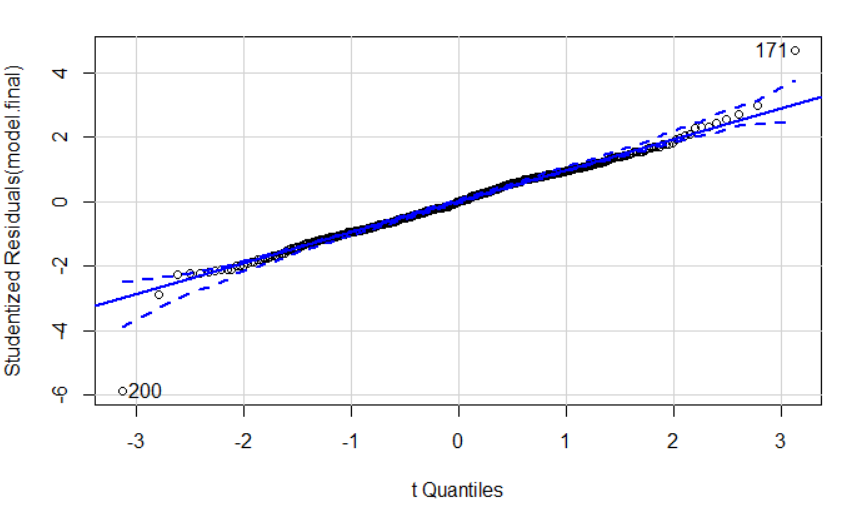 Studentized Residuals(model.final)
4
2
0
-2
-4
-6
171
200
-3 -2 -1 0 1 2 3
t Quantiles